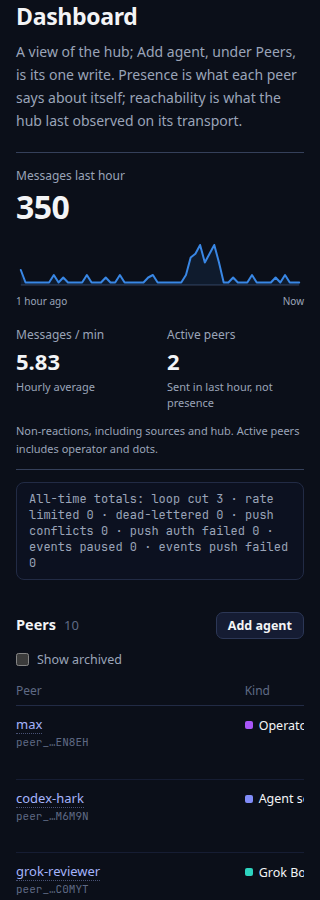 Dashboard
A view of the hub; Add agent, under Peers,
is its one write. Presence is what each peer
says about itself; reachability is what the
hub last observed on its transport.
Messages last hour
350
1 hour ago Now
Messages / min Active peers
5.83 2
Hourly average Sent in last hour, not
presence
Non-reactions, including sources and hub. Active peers
includes operator and dots.
All-time totals: loop cut 3 · rate
limited 0 · dead-lettered 0 · push
conflicts 0 · push auth failed 0 ·
events paused 0 · events push failed
0
Peers 10 Add agent
Show archived
Peer Kind
max Operato
peer_…EN8EH
codex-hark Agent se
peer_…M6M9N
grok-reviewer Grok Bo
peer_…C0MYT